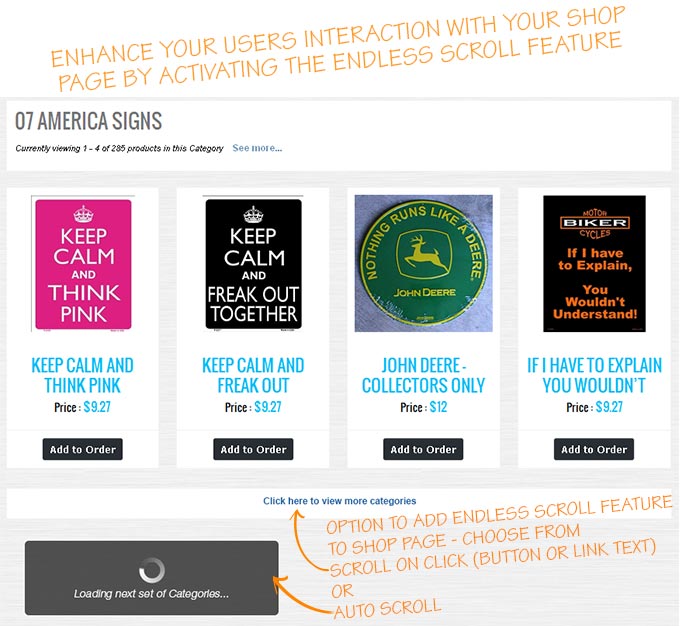 ENHANCE YOUR USERS INTERACTION WITH YOUR SHOP
PAGE BY ACTIVATING THE ENDLESS SCROLL FEATURE
07 AMERICA SIGNS
Currently viewing 1 - 4 of 285 products in this Category See more...
KEEP
CALM
AND
THINK
PINK
KEEP
CALM
AND
FREAK OUT
TOGETHER
NOTHING RUNS LIKE A DEERE
JOHN DEERE
MOTOR
BIKER
CYCLES
If I have
to Explain,
You
Wouldn't
Understand!
KEEP CALM AND
THINK PINK
Price : $9.27
Add to Order
KEEP CALM AND
FREAK OUT
Price : $9.27
Add to Order
JOHN DEERE -
COLLECTORS ONLY
Price : $12
Add to Order
IF I HAVE TO EXPLAIN
YOU WOULDN'T
Price : $9.27
Add to Order
Click here to view more categories
OPTION TO ADD ENDLESS SCROLL FEATURE
TO SHOP PAGE - CHOOSE FROM
SCROLL ON CLICK (BUTTON OR LINK TEXT)
OR
AUTO SCROLL
Loading next set of Categories...